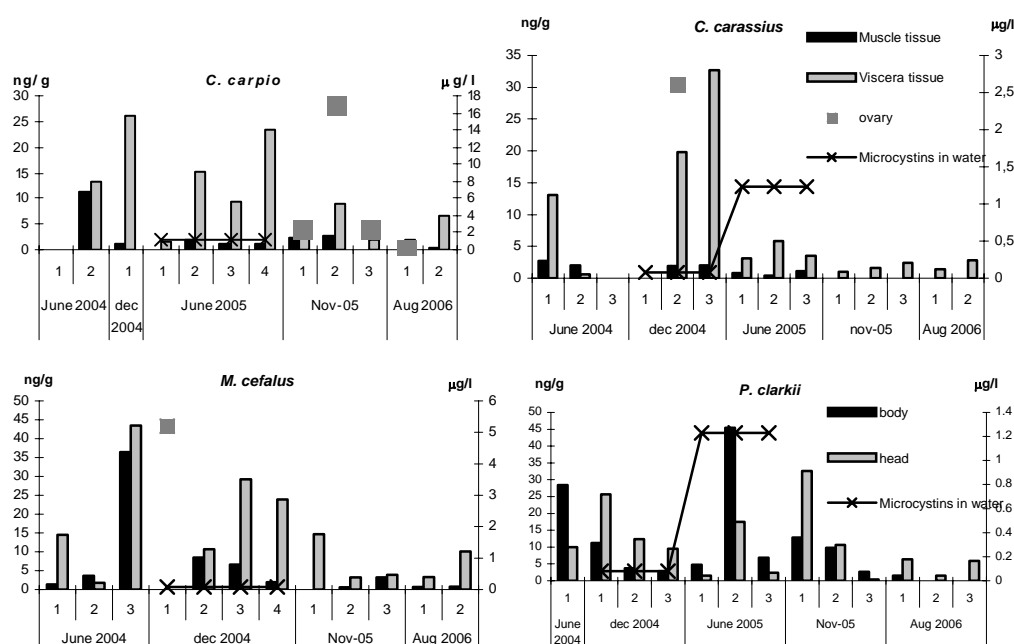 C. carpio
ng/ g
µ g/ l
30
25
20
15
10
5
0
18
16
14
12
10
8
6
4
2
0
1 2 1 1 2 3 4 1 2 3 1 2
June 2004 dec 2004 June 2005 Nov-05 Aug 2006
ng/g
C. carassius
µg/l
35
30
25
20
15
10
5
0
3
2,5
2
1,5
1
0,5
0
Muscle tissue
Viscera tissue
ovary
Microcystins in water
1 2 3 1 2 3 1 2 3 1 2 3 1 2
June 2004 dec 2004 June 2005 nov-05 Aug 2006
ng/g
M. cefalus
µg/l
50
45
40
35
30
25
20
15
10
5
0
6
5
4
3
2
1
0
1 2 3 1 2 3 4 1 2 3 1 2
June 2004 dec 2004 Nov-05 Aug 2006
ng/g
P. clarkii
µg/l
50
45
40
35
30
25
20
15
10
5
0
1.4
1.2
1
0.8
0.6
0.4
0.2
0
body
head
Microcystins in water
1 1 2 3 1 2 3 1 2 3 1 2 3
June 2004 dec 2004 June 2005 Nov-05 Aug 2006